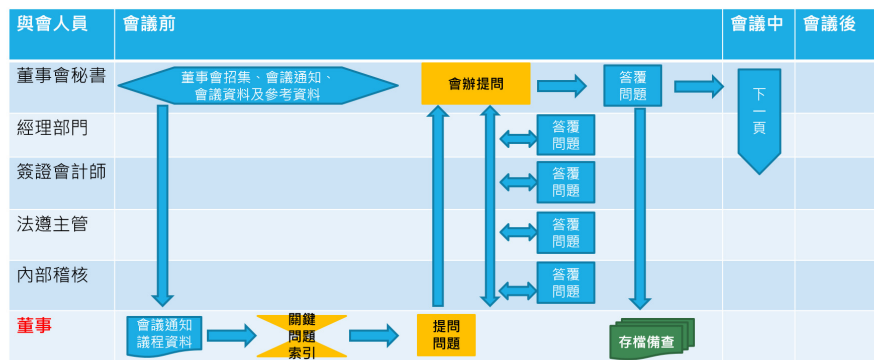 與會人員
會議前
會議中
會議後
董事會秘書
董事會招集、會議通知、
會議資料及參考資料
會辦提問
答覆
問題
下
一
頁
經理部門
答覆
問題
簽證會計師
答覆
問題
法遵主管
答覆
問題
內部稽核
答覆
問題
董事
會議通知
議程資料
關鍵
問題
索引
提問
問題
存檔備查